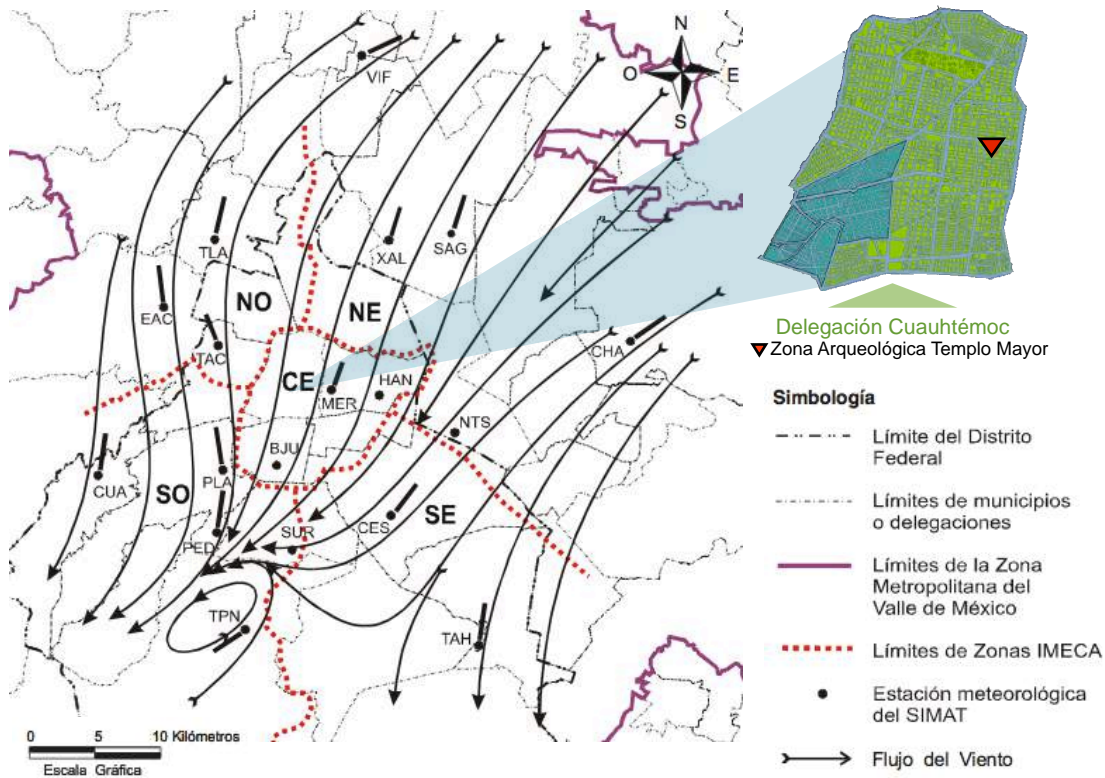 N
O
E
S
VIF
TLA
XAL
SAG
EAC
NO
NE
TAC
CHA
CE
MER
HAN
NTS
BJU
CUA
SO
PLA
PED
SUR
CES
SE
TPN
TAH
0 5 10 Kilómetros
Escala Gráfica
Delegación Cuauhtémoc
Zona Arqueológica Templo Mayor
Simbología
Límite del Distrito
Federal
Límites de municipios
o delegaciones
Límites de la Zona
Metropolitana del
Valle de México
Límites de Zonas IMECA
Estación meteorológica
del SIMAT
Flujo del Viento